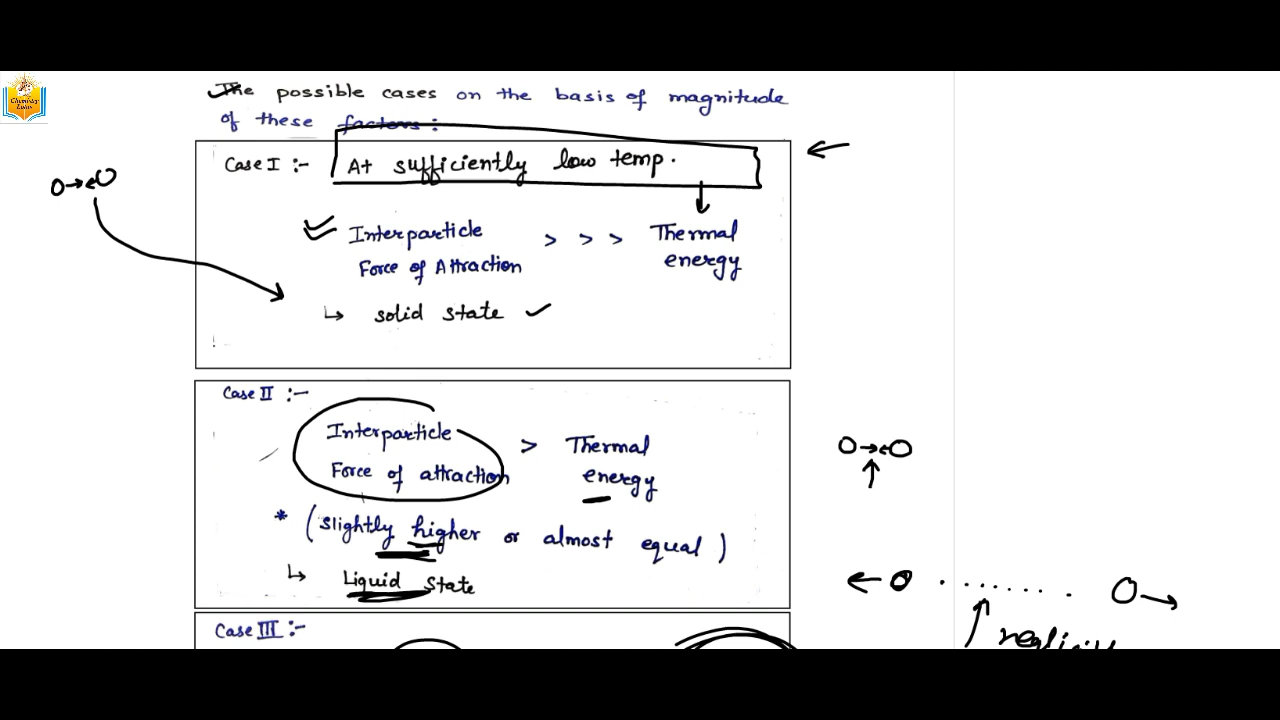 Chemistry
The possible cases on the basis of magnitude
of these factors:
Case I :- At sufficiently low temp.
Interparticle > > > Thermal
Force of Attraction energy
↳ solid state ✓
Case II :-
Interparticle > Thermal
Force of attraction energy
* (slightly higher or almost equal)
↳ Liquid state
Case III :-